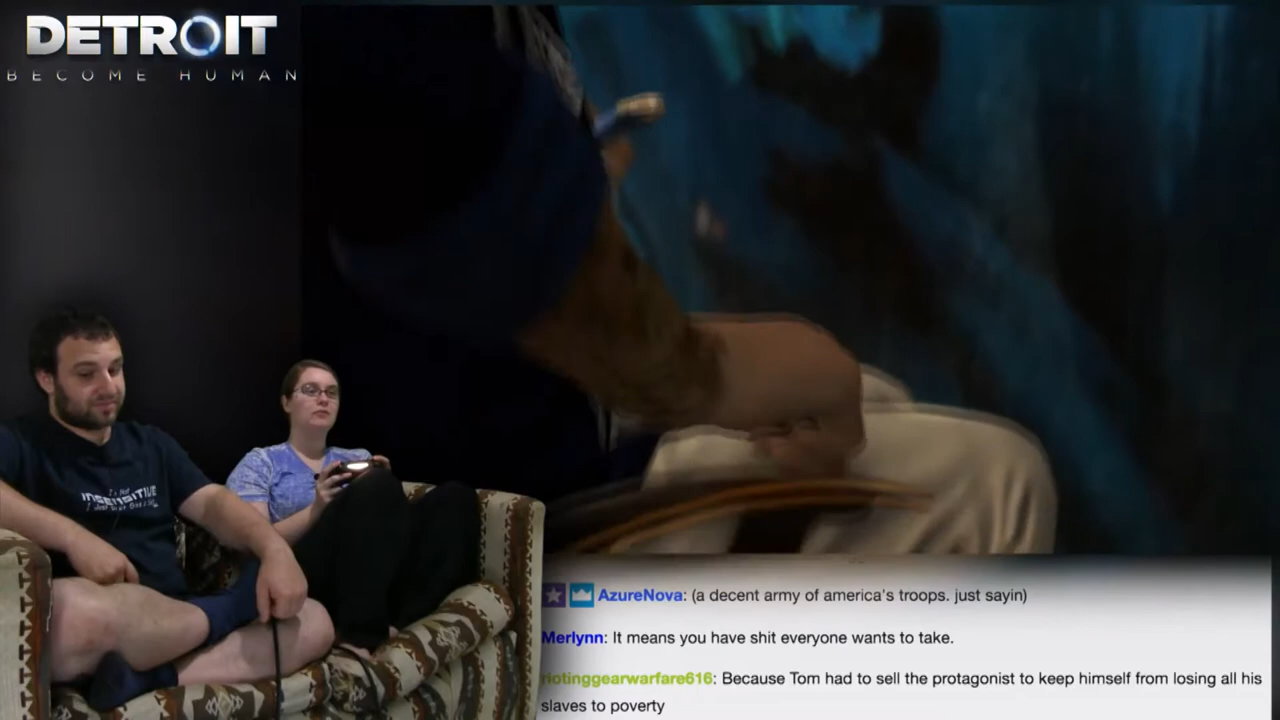 DETROIT
BECOME HUMAN
INSENSITIVE
AzureNova: (a decent army of america's troops. just sayin)
Merlynn: It means you have shit everyone wants to take.
riotinggearwarfare616: Because Tom had to sell the protagonist to keep himself from losing all his
slaves to poverty